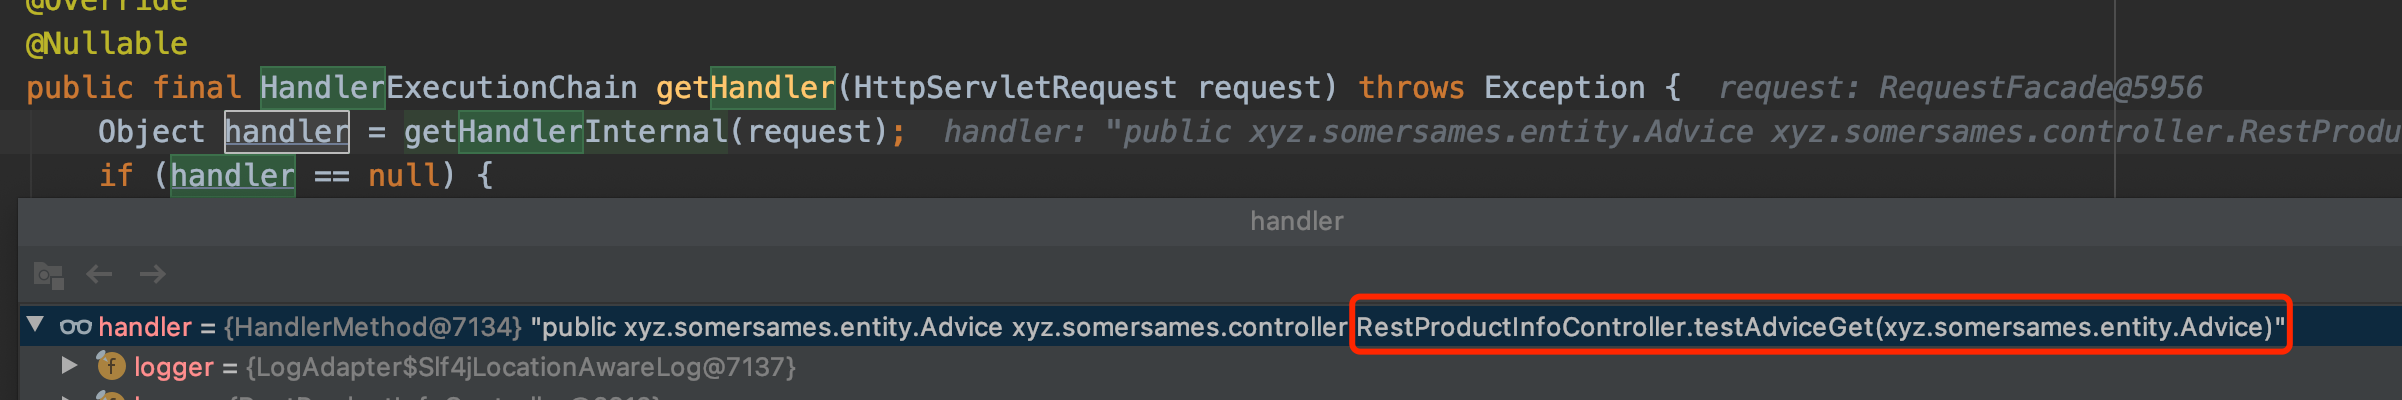 @Override
@Nullable
public final HandlerExecutionChain getHandler(HttpServletRequest request) throws Exception { request: RequestFacade@5956
Object handler = getHandlerInternal(request); handler: "public xyz.somersames.entity.Advice xyz.somersames.controller.RestProdu
if (handler == null) {
handler
handler = {HandlerMethod@7134} "public xyz.somersames.entity.Advice xyz.somersames.controller.RestProductInfoController.testAdviceGet(xyz.somersames.entity.Advice)"
f logger = {LogAdapter$Slf4jLocationAwareLog@7137}